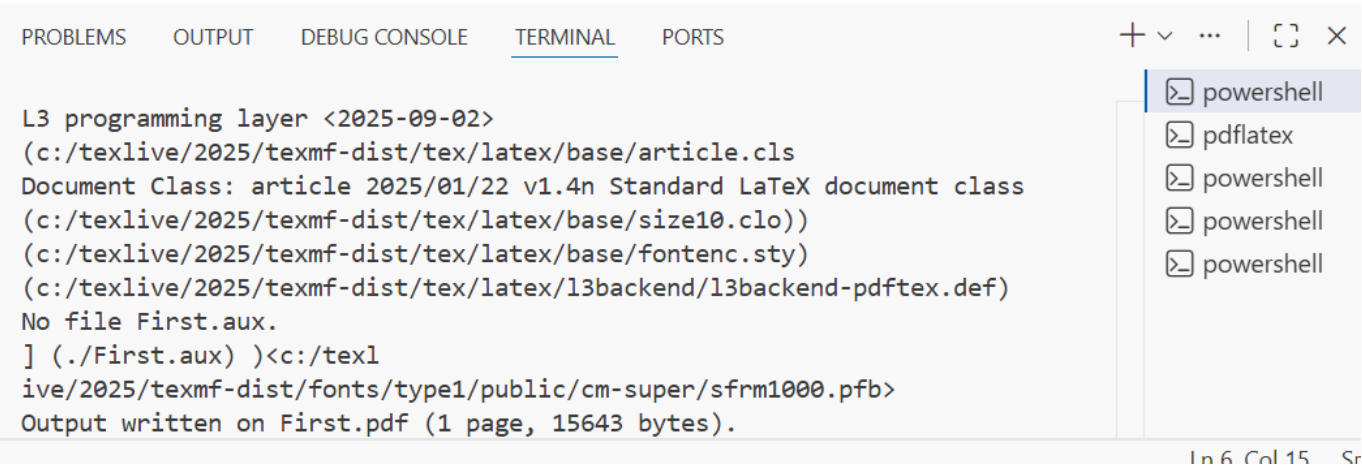 PROBLEMS OUTPUT DEBUG CONSOLE TERMINAL PORTS
L3 programming layer <2025-09-02>
(c:/texlive/2025/texmf-dist/tex/latex/base/article.cls
Document Class: article 2025/01/22 v1.4n Standard LaTeX document class
(c:/texlive/2025/texmf-dist/tex/latex/base/size10.clo))
(c:/texlive/2025/texmf-dist/tex/latex/base/fontenc.sty)
(c:/texlive/2025/texmf-dist/tex/latex/l3backend/l3backend-pdftex.def)
No file First.aux.
] (./First.aux) )<c:/texl
ive/2025/texmf-dist/fonts/type1/public/cm-super/sfrm1000.pfb>
Output written on First.pdf (1 page, 15643 bytes).
powershell
pdflatex
powershell
powershell
powershell
Ln 6, Col 15